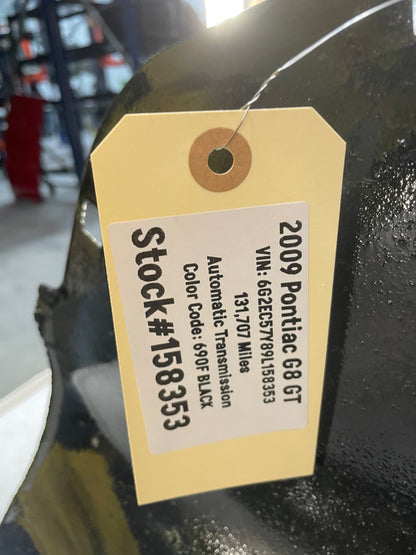 2009 Pontiac G8 GT
VIN: 6G2EC57Y89L158353
131,707 Miles
Automatic Transmission
Color Code: 690F BLACK
Stock#158353